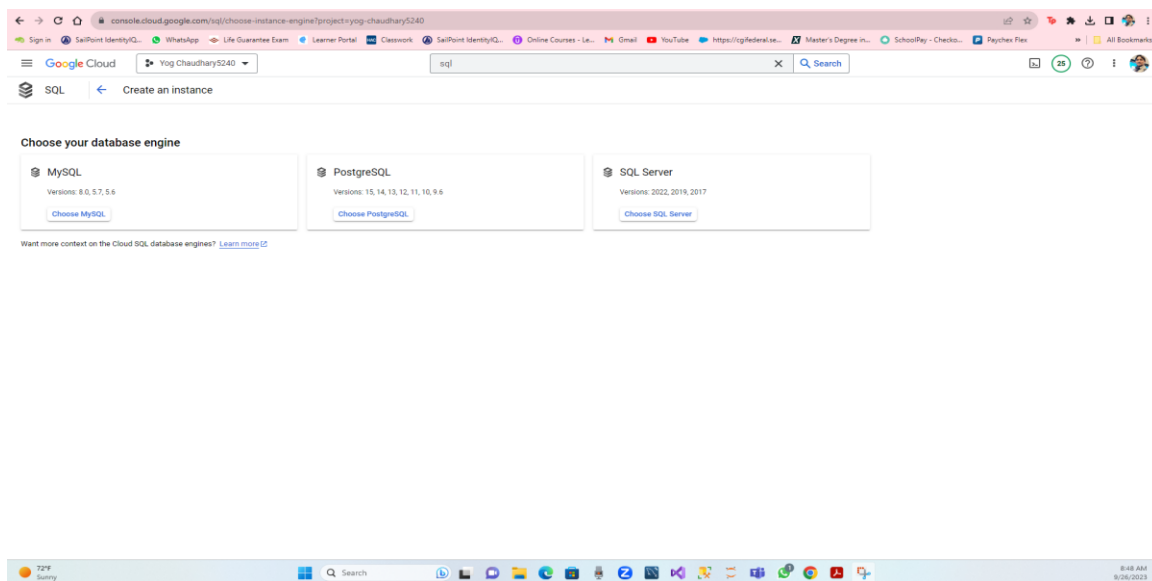 console.cloud.google.com/sql/choose-instance-engine?project=yog-chaudhary5240
Sign in SailPoint IdentityIQ... WhatsApp Life Guarantee Exam Learner Portal Classwork SailPoint IdentityIQ... Online Courses - Le... Gmail YouTube https://cgifederal.se... Master's Degree in... SchoolPay - Checko... Paychex Flex » All Bookmarks
Google Cloud Yog Chaudhary5240 sql Search 25
SQL Create an instance
Choose your database engine
MySQL PostgreSQL SQL Server
Versions: 8.0, 5.7, 5.6 Versions: 15, 14, 13, 12, 11, 10, 9.6 Versions: 2022, 2019, 2017
Choose MySQL Choose PostgreSQL Choose SQL Server
Want more context on the Cloud SQL database engines? Learn more
72°F
Sunny
Search
8:48 AM
9/26/2023